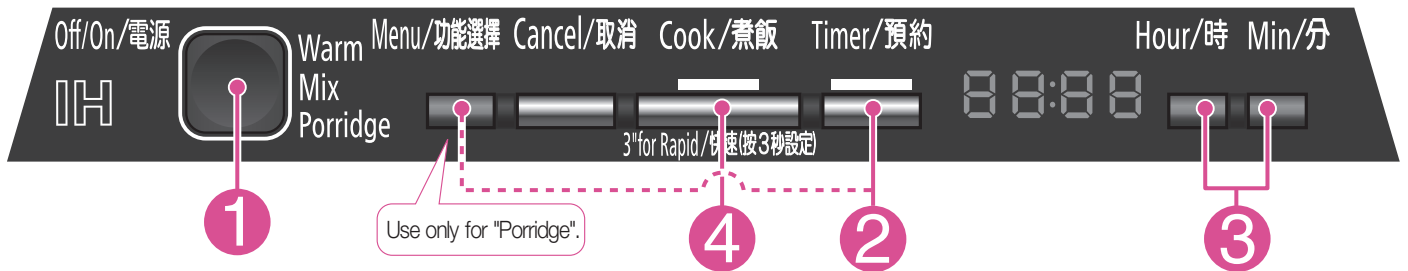 Off/On/電源
IH
Warm
Mix
Porridge
Menu/功能選擇
Cancel/取消
Cook/煮飯
Timer/預約
88:88
Hour/時
Min/分
3"for Rapid/快速(按3秒設定)
Use only for "Porridge".
1
4
2
3